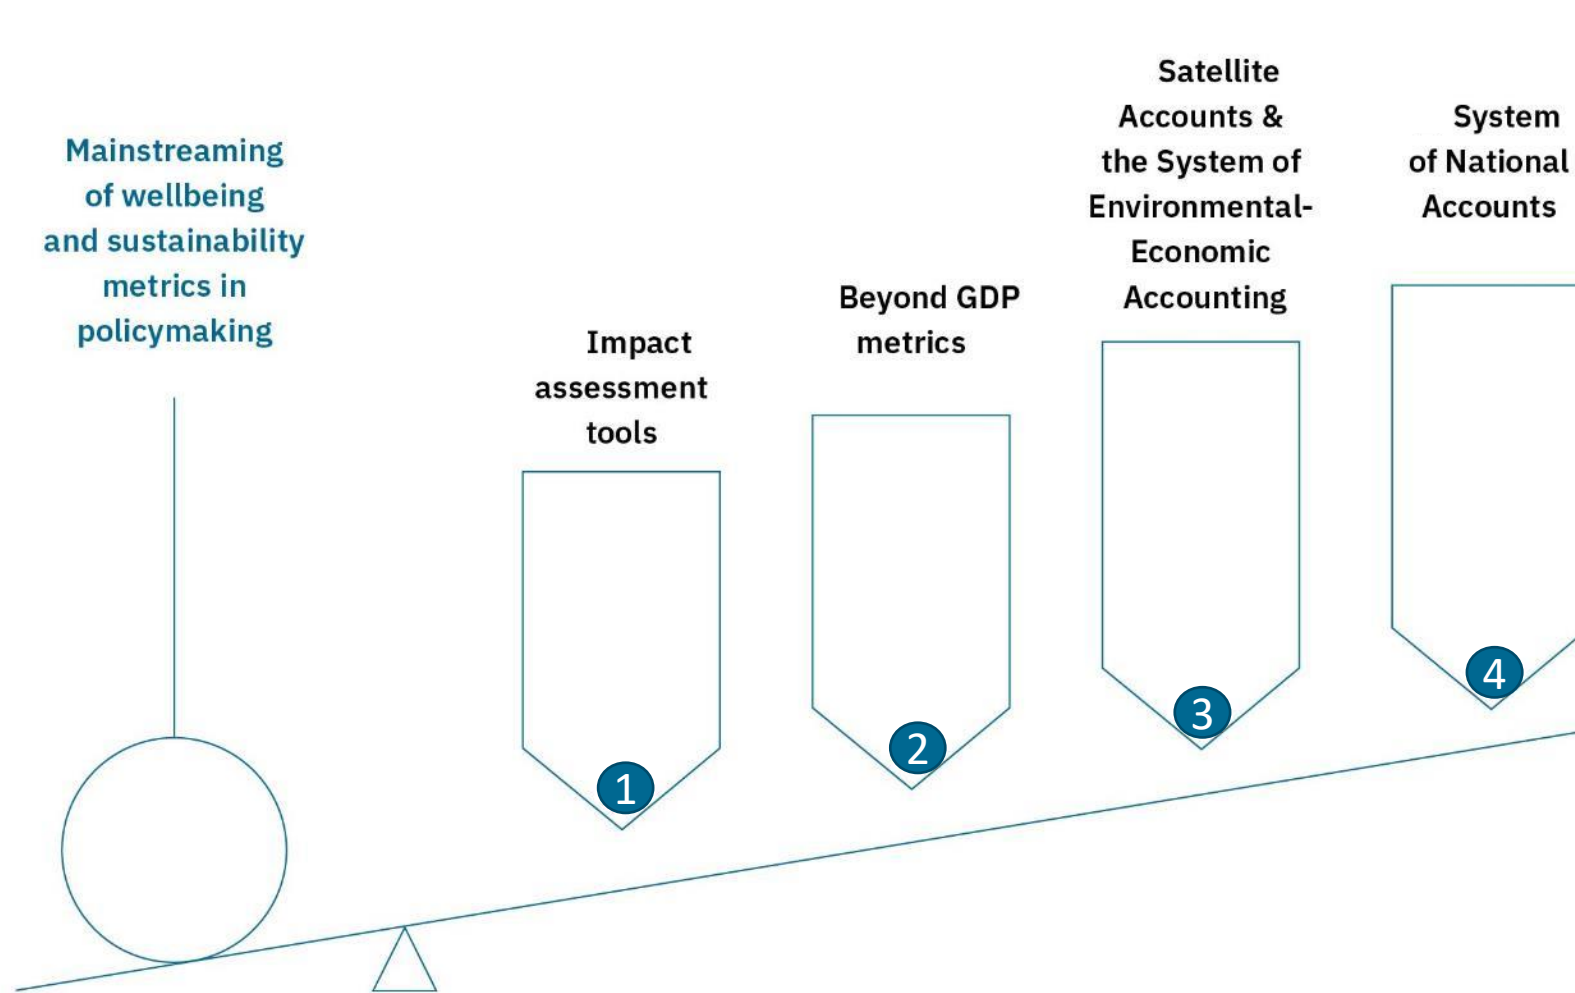 Mainstreaming
of wellbeing
and sustainability
metrics in
policymaking
Impact
assessment
tools
Beyond GDP
metrics
Satellite
Accounts &
the System of
Environmental-
Economic
Accounting
System
of National
Accounts
1
2
3
4